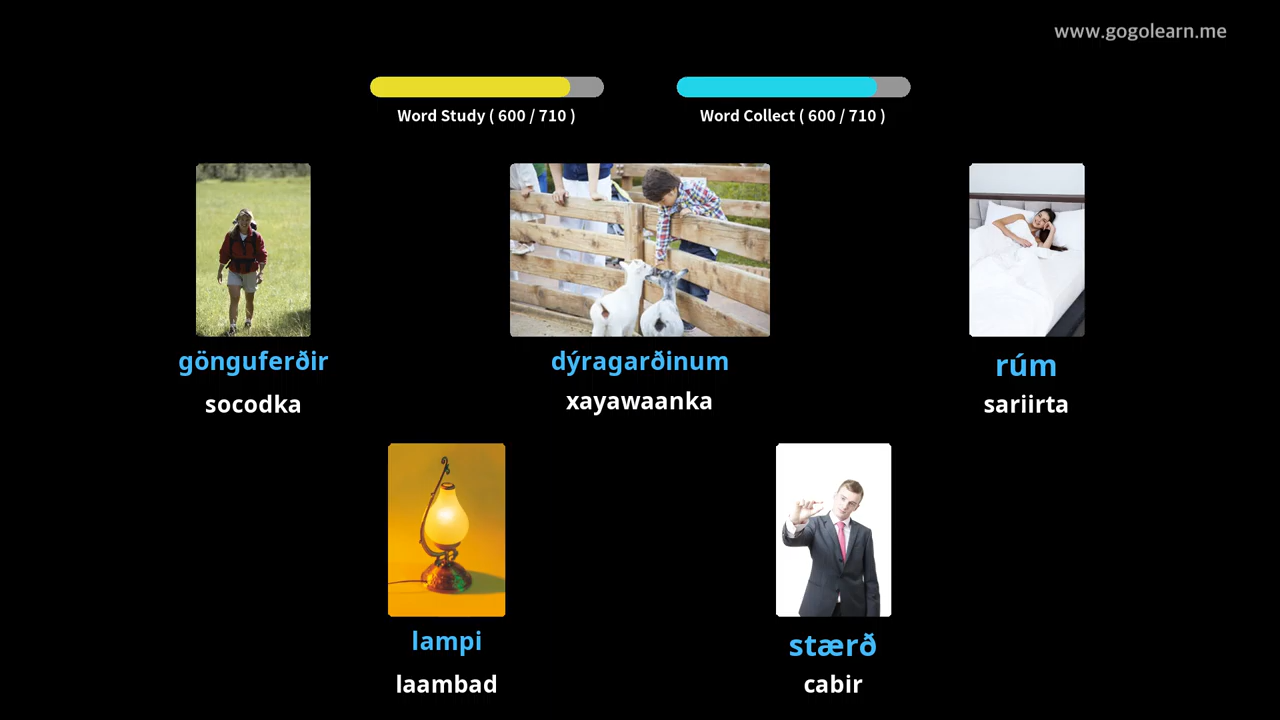 www.gogolearn.me
Word Study ( 600 / 710 )
Word Collect ( 600 / 710 )
gönguferðir
socodka
dýragarðinum
xayawaanka
rúm
sariirta
lampi
laambad
stærð
cabir